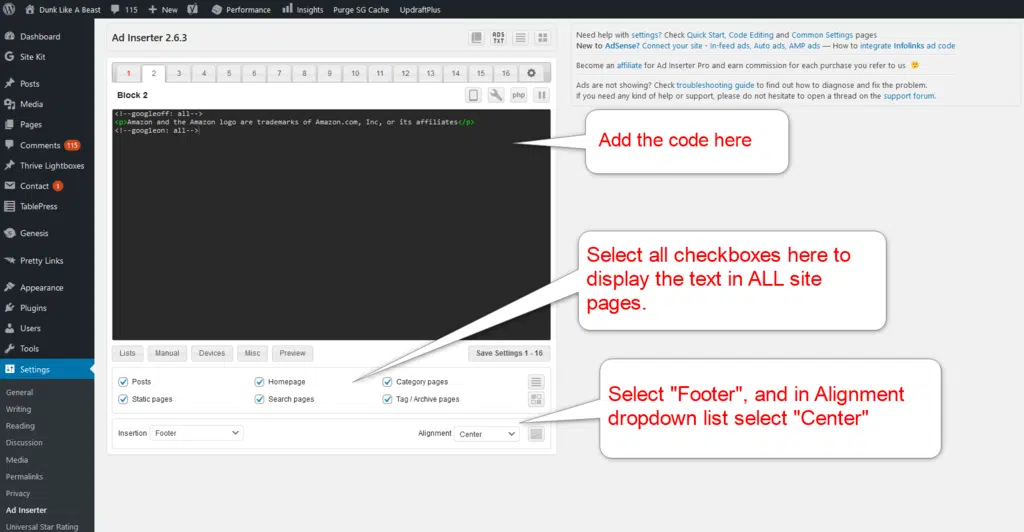 Dunk Like A Beast 115 New Performance Insights Purge SG Cache UpdraftPlus
Dashboard
Site Kit
Posts
Media
Pages
Comments 115
Thrive Lightboxes
Contact 1
TablePress
Genesis
Pretty Links
Appearance
Plugins
Users
Tools
Settings
General
Writing
Reading
Discussion
Media
Permalinks
Privacy
Ad Inserter
Universal Star Rating
Ad Inserter 2.6.3
ADS
TXT
1 2 3 4 5 6 7 8 9 10 11 12 13 14 15 16
Block 2
php
<!--googleoff: all-->
<p>Amazon and the Amazon logo are trademarks of Amazon.com, Inc, or its affiliates</p>
<!--googleon: all-->
Lists Manual Devices Misc Preview Save Settings 1 - 16
Posts Homepage Category pages
Static pages Search pages Tag / Archive pages
Insertion Footer Alignment Center
Need help with settings? Check Quick Start, Code Editing and Common Settings pages
New to AdSense? Connect your site - In-feed ads, Auto ads, AMP ads — How to integrate Infolinks ad code
Become an affiliate for Ad Inserter Pro and earn commission for each purchase you refer to us
Ads are not showing? Check troubleshooting guide to find out how to diagnose and fix the problem.
If you need any kind of help or support, please do not hesitate to open a thread on the support forum.
Add the code here
Select all checkboxes here to
display the text in ALL site
pages.
Select "Footer", and in Alignment
dropdown list select "Center"